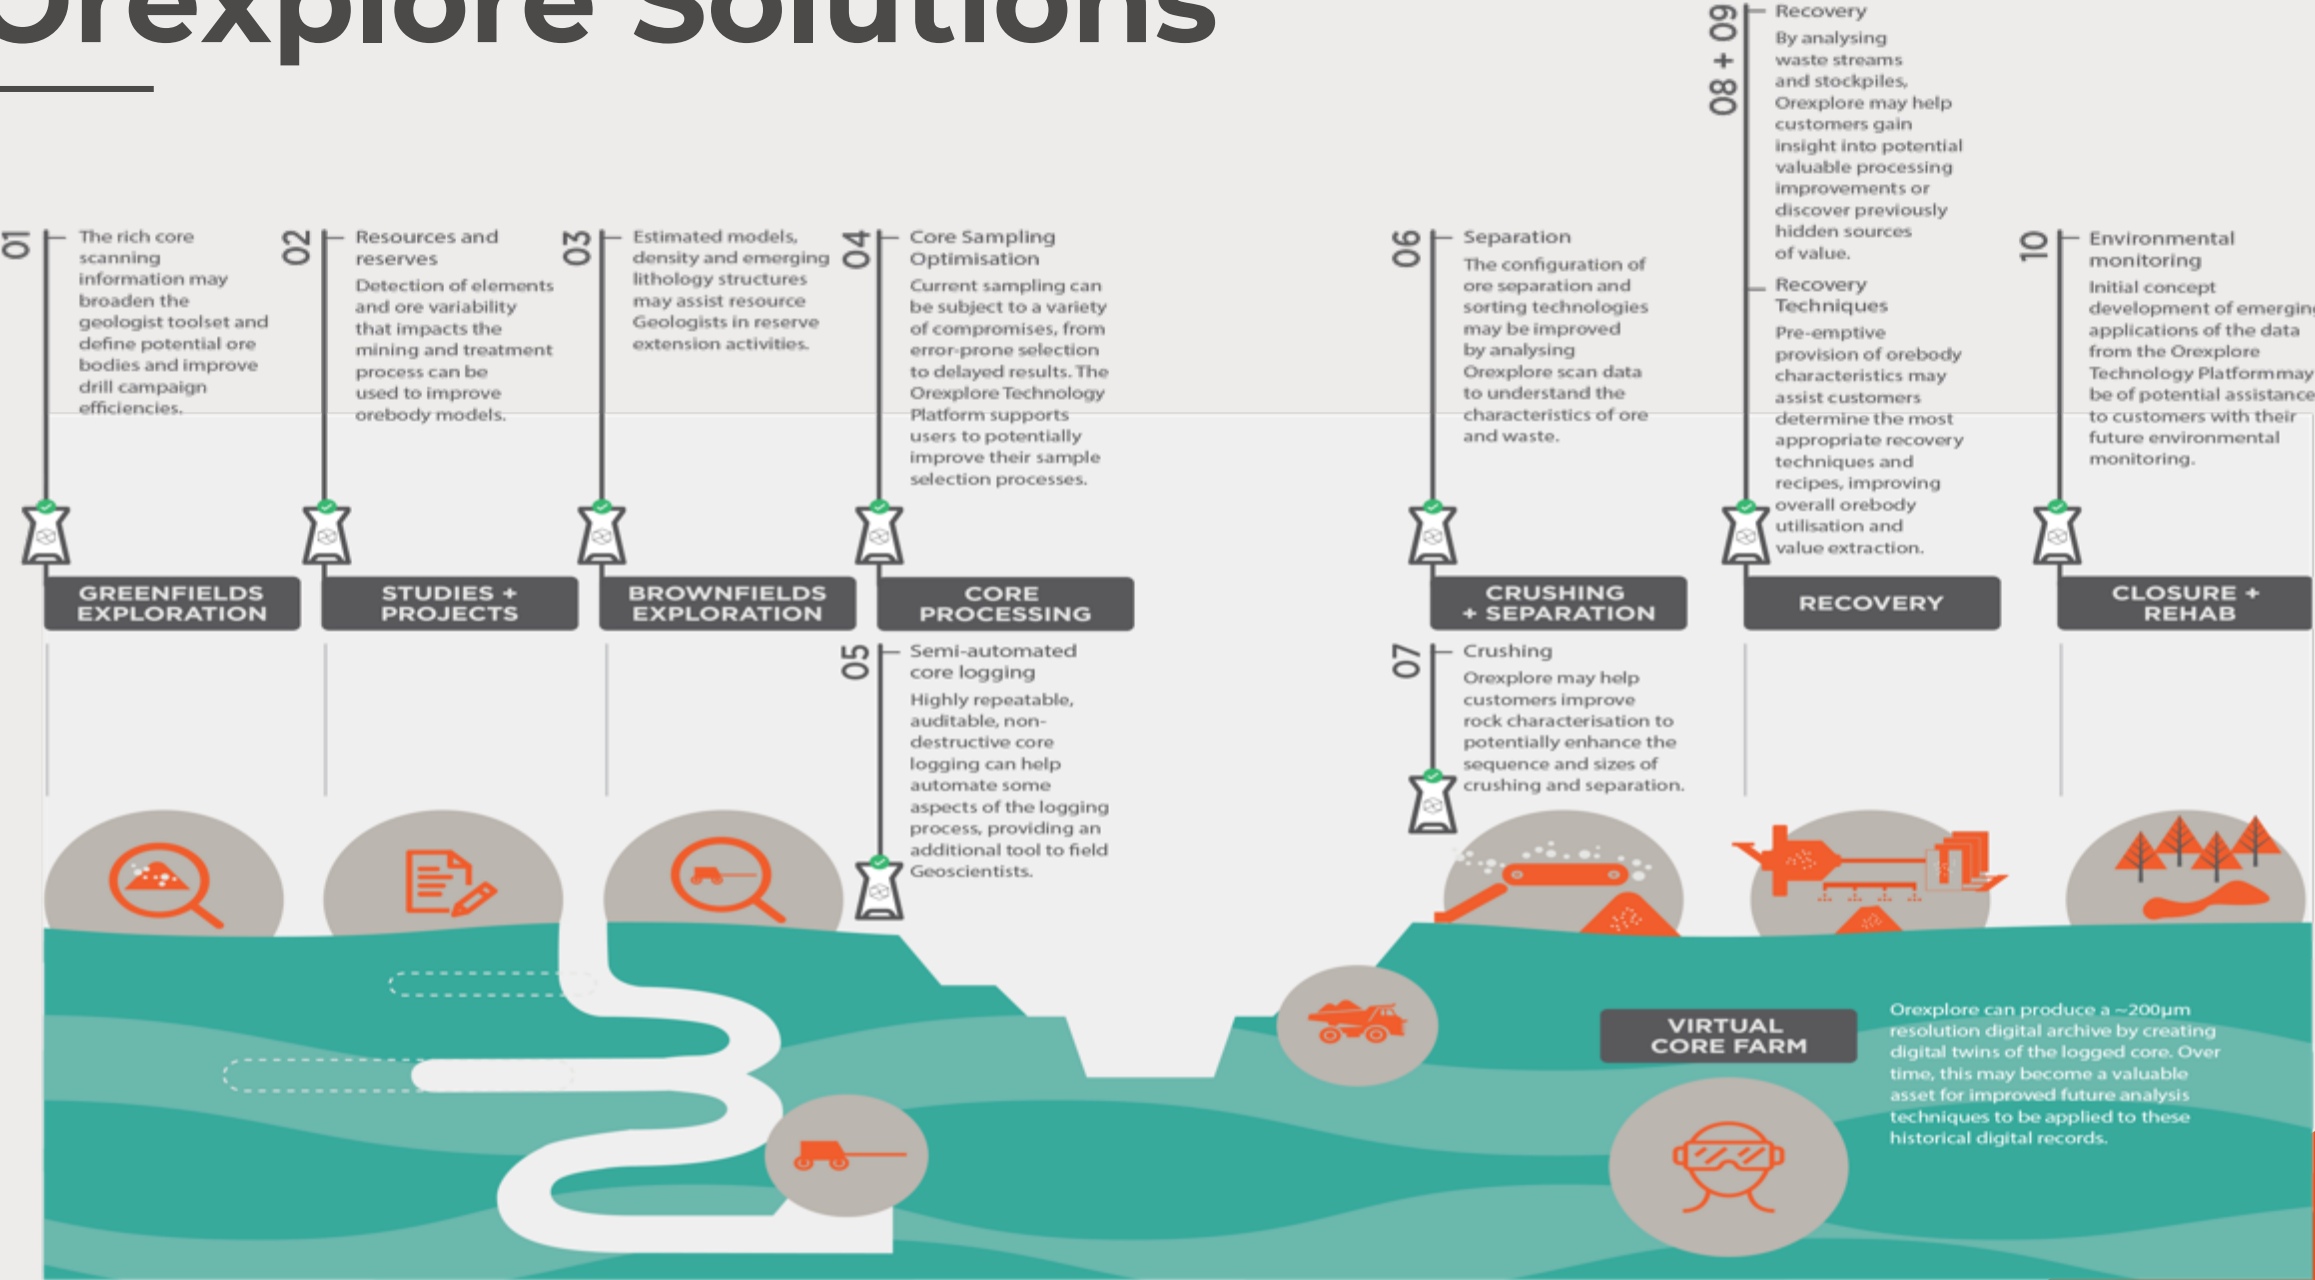 Orexplore Solutions
01
The rich core
scanning
information may
broaden the
geologist toolset and
define potential ore
bodies and improve
drill campaign
efficiencies.
GREENFIELDS
EXPLORATION
02
Resources and
reserves
Detection of elements
and ore variability
that impacts the
mining and treatment
process can be
used to improve
orebody models.
STUDIES +
PROJECTS
03
Estimated models,
density and emerging
lithology structures
may assist resource
Geologists in reserve
extension activities.
BROWNFIELDS
EXPLORATION
04
Core Sampling
Optimisation
Current sampling can
be subject to a variety
of compromises, from
error-prone selection
to delayed results. The
Orexplore Technology
Platform supports
users to potentially
improve their sample
selection processes.
CORE
PROCESSING
05
Semi-automated
core logging
Highly repeatable,
auditable, non-
destructive core
logging can help
automate some
aspects of the logging
process, providing an
additional tool to field
Geoscientists.
06
Separation
The configuration of
ore separation and
sorting technologies
may be improved
by analysing
Orexplore scan data
to understand the
characteristics of ore
and waste.
CRUSHING
+ SEPARATION
07
Crushing
Orexplore may help
customers improve
rock characterisation to
potentially enhance the
sequence and sizes of
crushing and separation.
08 + 09
Recovery
By analysing
waste streams
and stockpiles,
Orexplore may help
customers gain
insight into potential
valuable processing
improvements or
discover previously
hidden sources
of value.
Recovery
Techniques
Pre-emptive
provision of orebody
characteristics may
assist customers
determine the most
appropriate recovery
techniques and
recipes, improving
overall orebody
utilisation and
value extraction.
RECOVERY
10
Environmental
monitoring
Initial concept
development of emerging
applications of the data
from the Orexplore
Technology Platform may
be of potential assistance
to customers with their
future environmental
monitoring.
CLOSURE +
REHAB
VIRTUAL
CORE FARM
Orexplore can produce a ~200µm
resolution digital archive by creating
digital twins of the logged core. Over
time, this may become a valuable
asset for improved future analysis
techniques to be applied to these
historical digital records.